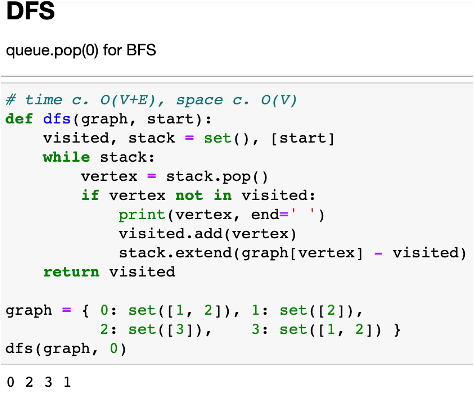 DFS
queue.pop(0) for BFS
# time c. O(V+E), space c. O(V)
def dfs(graph, start):
    visited, stack = set(), [start]
    while stack:
        vertex = stack.pop()
        if vertex not in visited:
            print(vertex, end=' ')
            visited.add(vertex)
            stack.extend(graph[vertex] - visited)
    return visited
graph = { 0: set([1, 2]), 1: set([2]),
          2: set([3]),    3: set([1, 2]) }
dfs(graph, 0)
0 2 3 1